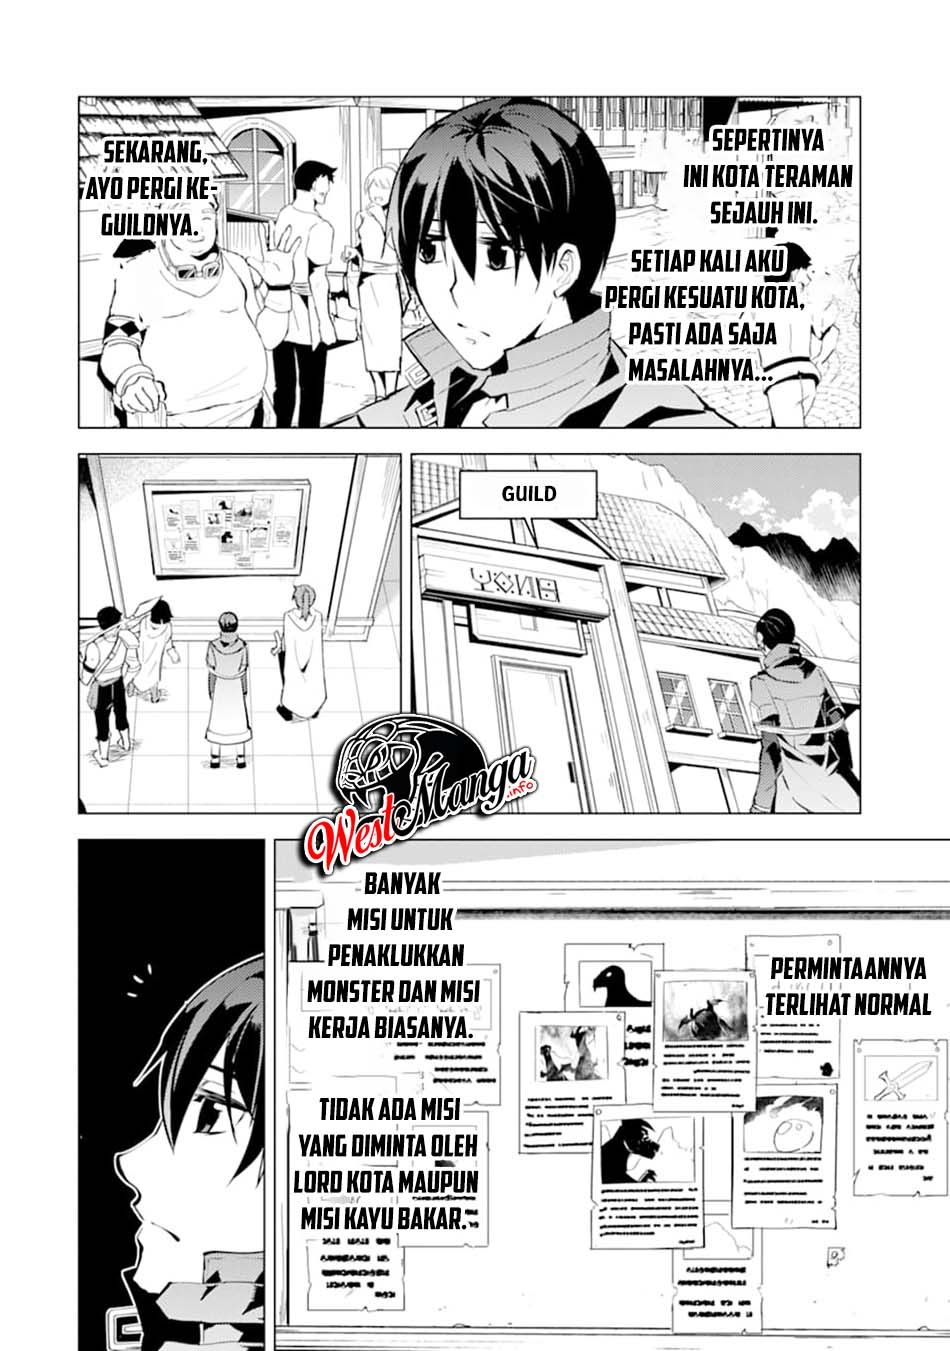 SEPERTINYA
INI KOTA TERAMAN
SEJAUH INI.
SETIAP KALI AKU
PERGI KESUATU KOTA,
PASTI ADA SAJA
MASALAHNYA...
SEKARANG,
AYO PERGI KE-
GUILDNYA.
GUILD
WestManga
.info
PERMINTAANNYA
TERLIHAT NORMAL
BANYAK
MISI UNTUK
PENAKLUKKAN
MONSTER DAN MISI
KERJA BIASANYA.
TIDAK ADA MISI
YANG DIMINTA OLEH
LORD KOTA MAUPUN
MISI KAYU BAKAR.